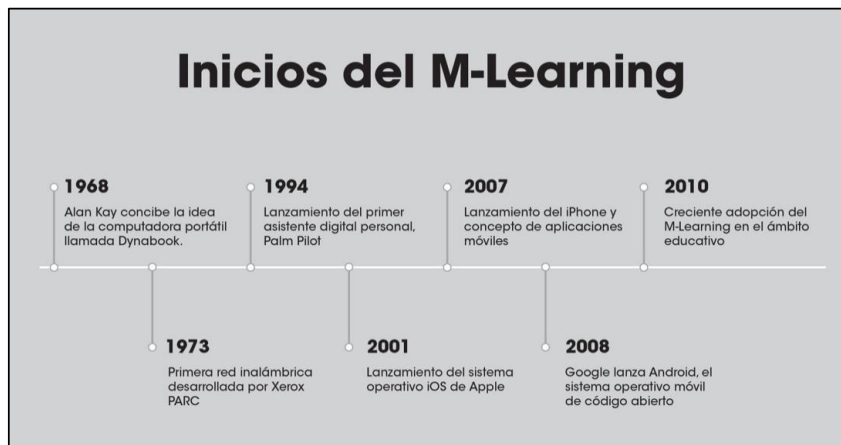 Inicios del M-Learning
1968
Alan Kay concibe la idea
de la computadora portátil
llamada Dynabook.
1973
Primera red inalámbrica
desarrollada por Xerox
PARC
1994
Lanzamiento del primer
asistente digital personal,
Palm Pilot
2001
Lanzamiento del sistema
operativo iOS de Apple
2007
Lanzamiento del iPhone y
concepto de aplicaciones
móviles
2008
Google lanza Android, el
sistema operativo móvil
de código abierto
2010
Creciente adopción del
M-Learning en el ámbito
educativo